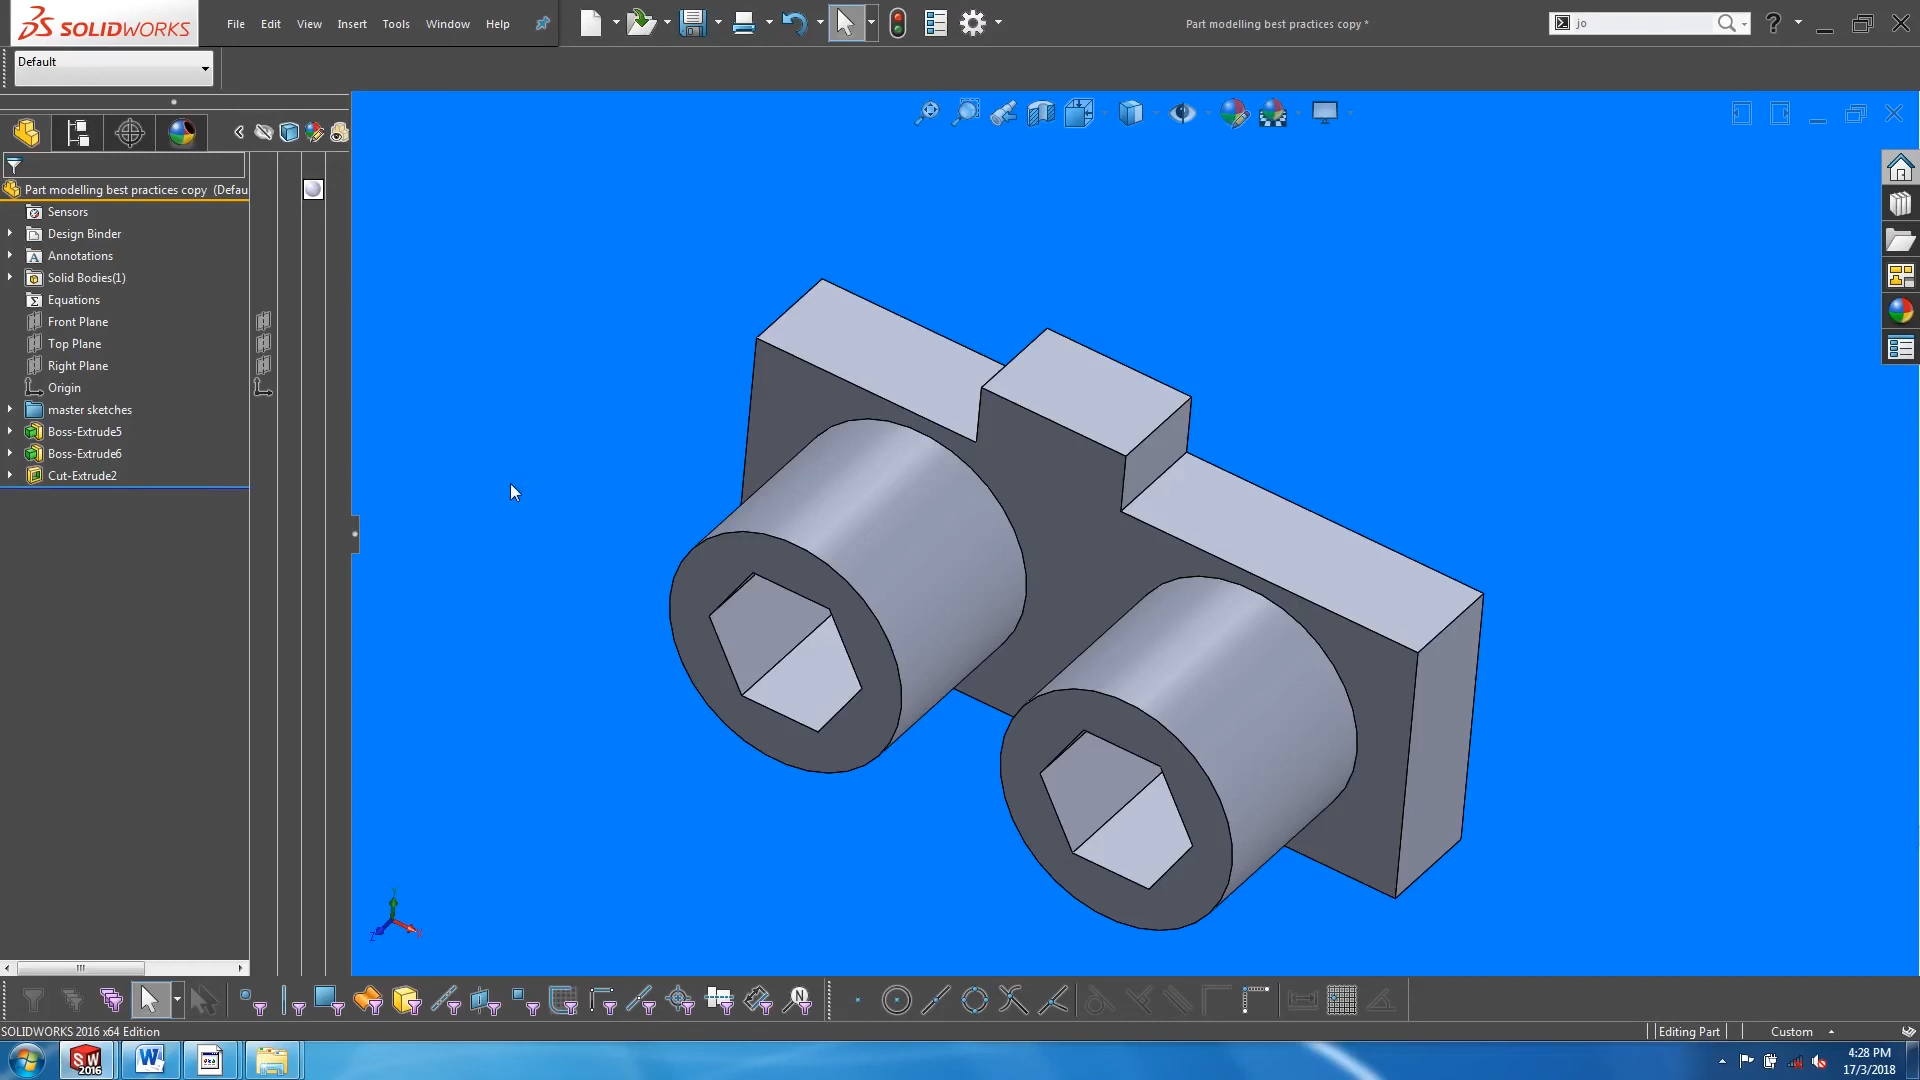 SOLIDWORKS
File
Edit
View
Insert
Tools
Window
Help
Part modelling best practices copy *
jo
Default
Part modelling best practices copy (Defau
Sensors
Design Binder
Annotations
Solid Bodies(1)
Equations
Front Plane
Top Plane
Right Plane
Origin
master sketches
Boss-Extrude5
Boss-Extrude6
Cut-Extrude2
SOLIDWORKS 2016 x64 Edition
Editing Part
Custom
4:28 PM
17/3/2018